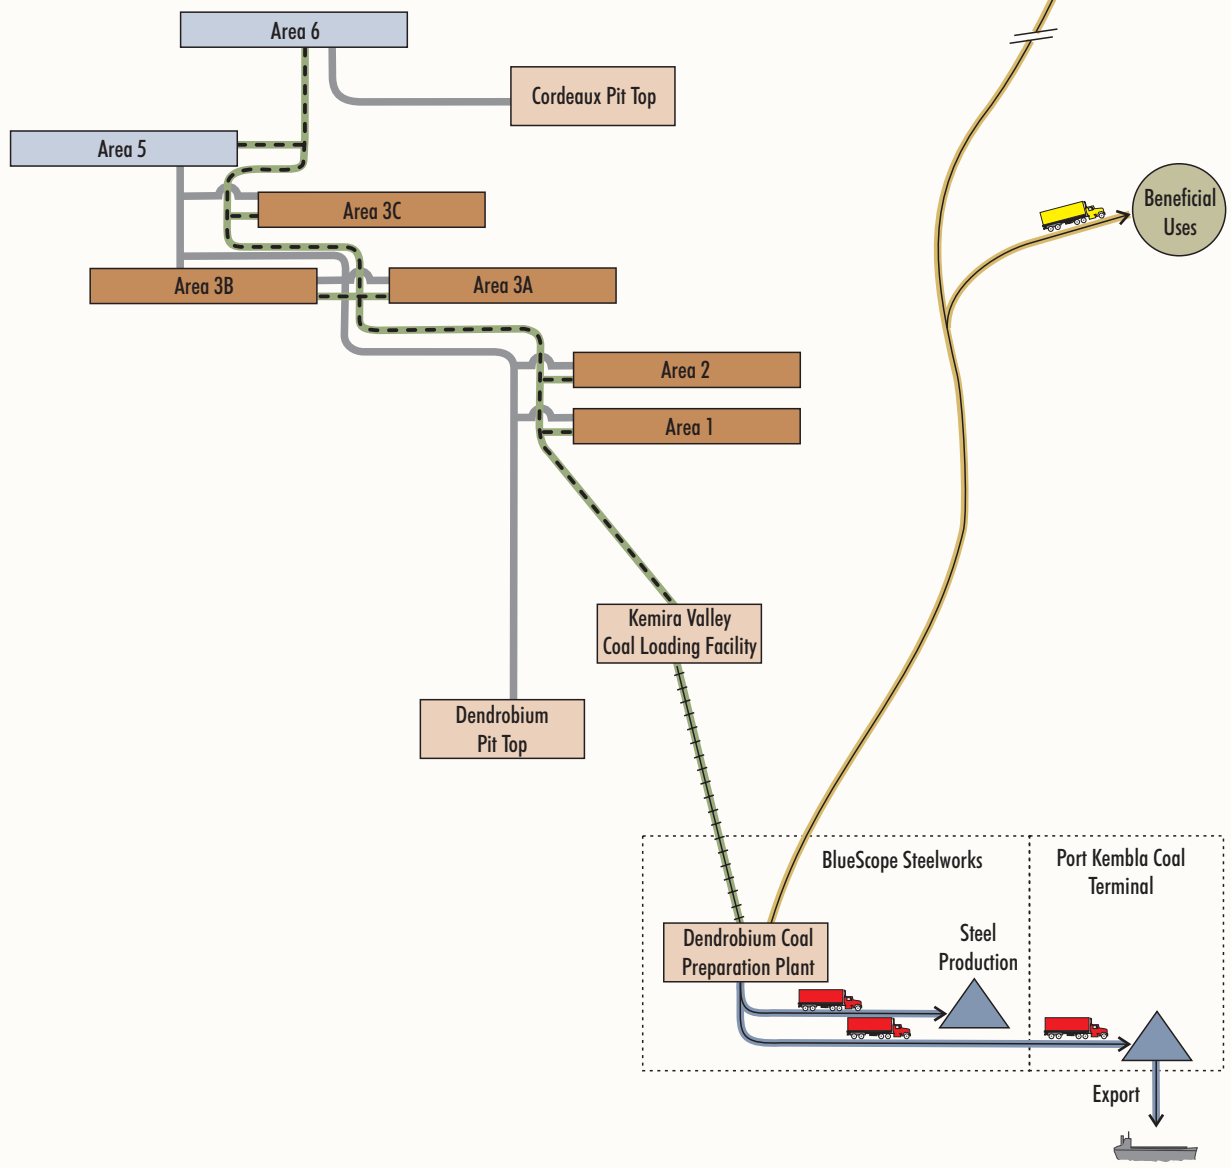 Area 6
Cordeaux Pit Top
Area 5
Beneficial
Uses
Area 3C
Area 3B
Area 3A
Area 2
Area 1
Kemira Valley
Coal Loading Facility
Dendrobium
Pit Top
BlueScope Steelworks
Port Kembla Coal
Terminal
Dendrobium Coal
Preparation Plant
Steel
Production
Export